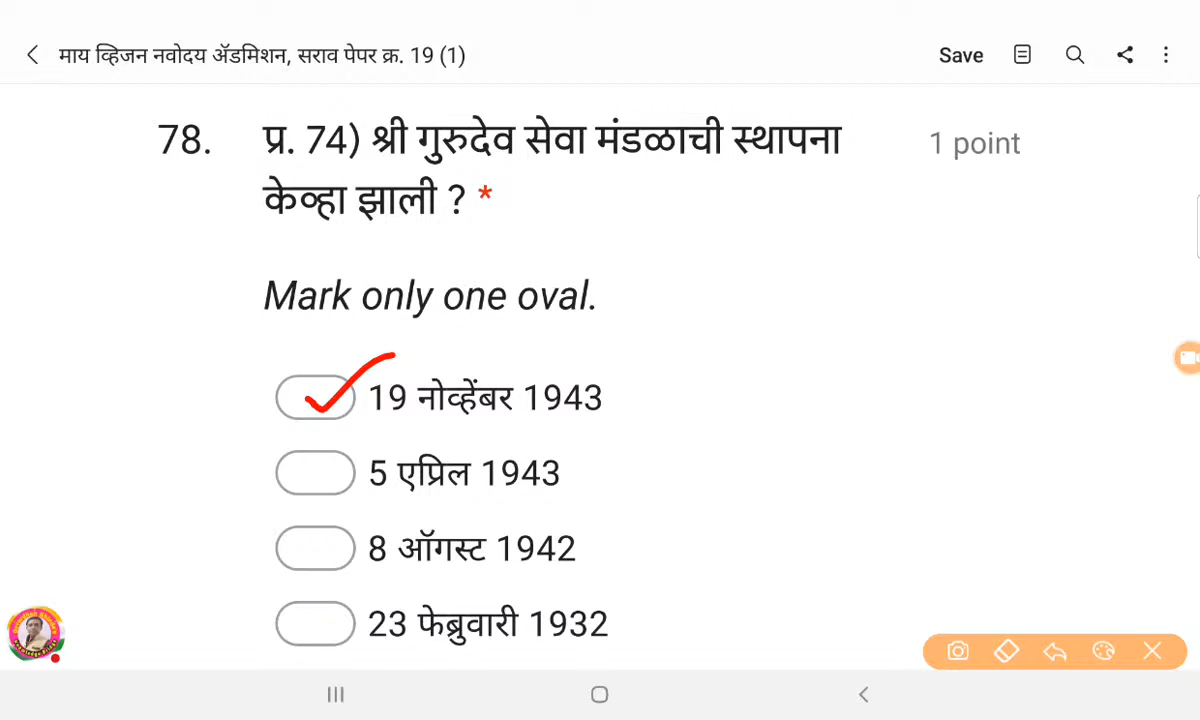 माय व्हिजन नवोदय ॲडमिशन, सराव पेपर क्र. 19 (1)
Save
78. प्र. 74) श्री गुरुदेव सेवा मंडळाची स्थापना 1 point
केव्हा झाली ? *
Mark only one oval.
19 नोव्हेंबर 1943
5 एप्रिल 1943
8 ऑगस्ट 1942
23 फेब्रुवारी 1932